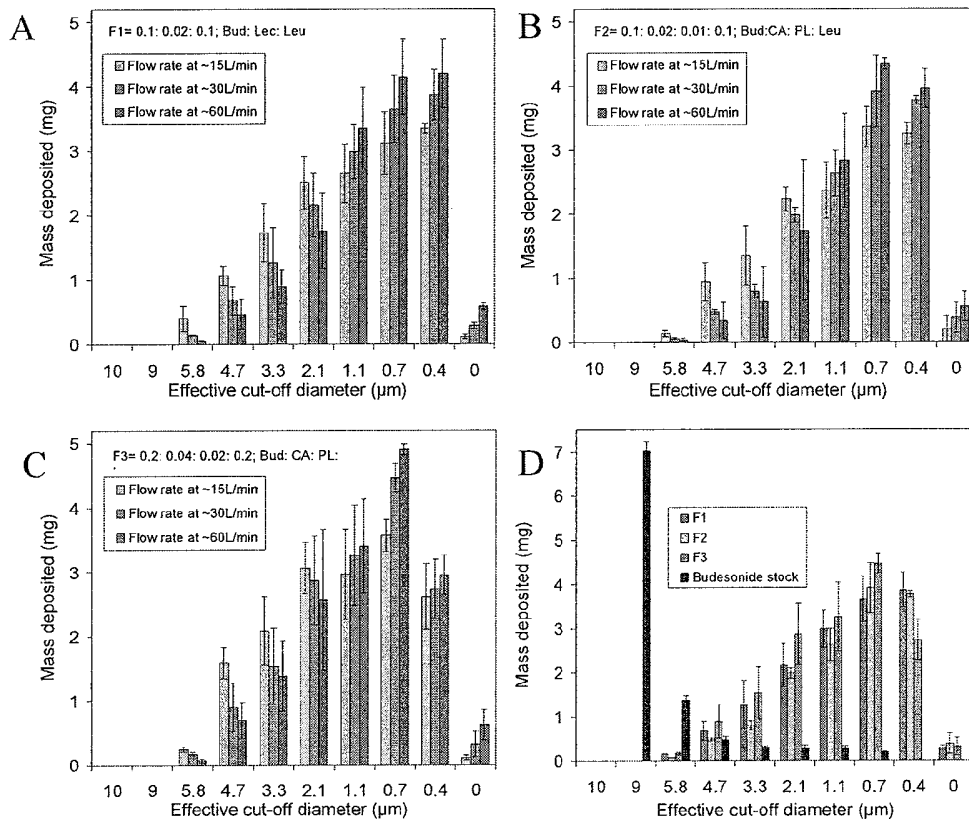 A
F1= 0.1: 0.02: 0.1; Bud: Lec: Leu
Flow rate at ~15L/min
Flow rate at ~30L/min
Flow rate at ~60L/min
Mass deposited (mg)
5
4
3
2
1
0
10 9 5.8 4.7 3.3 2.1 1.1 0.7 0.4 0
Effective cut-off diameter (µm)
B
F2= 0.1: 0.02: 0.01: 0.1; Bud:CA: PL: Leu
Flow rate at ~15L/min
Flow rate at ~30L/min
Flow rate at ~60L/min
Mass deposited (mg)
5
4
3
2
1
0
10 9 5.8 4.7 3.3 2.1 1.1 0.7 0.4 0
Effective cut-off diameter (µm)
C
F3= 0.2: 0.04: 0.02: 0.2; Bud: CA: PL:
Flow rate at ~15L/min
Flow rate at ~30L/min
Flow rate at ~60L/min
Mass deposited (mg)
5
4
3
2
1
0
10 9 5.8 4.7 3.3 2.1 1.1 0.7 0.4 0
Effective cut-off diameter (µm)
D
F1
F2
F3
Budesonide stock
Mass deposited (mg)
7
6
5
4
3
2
1
0
10 9 5.8 4.7 3.3 2.1 1.1 0.7 0.4 0
Effective cut-off diameter (µm)